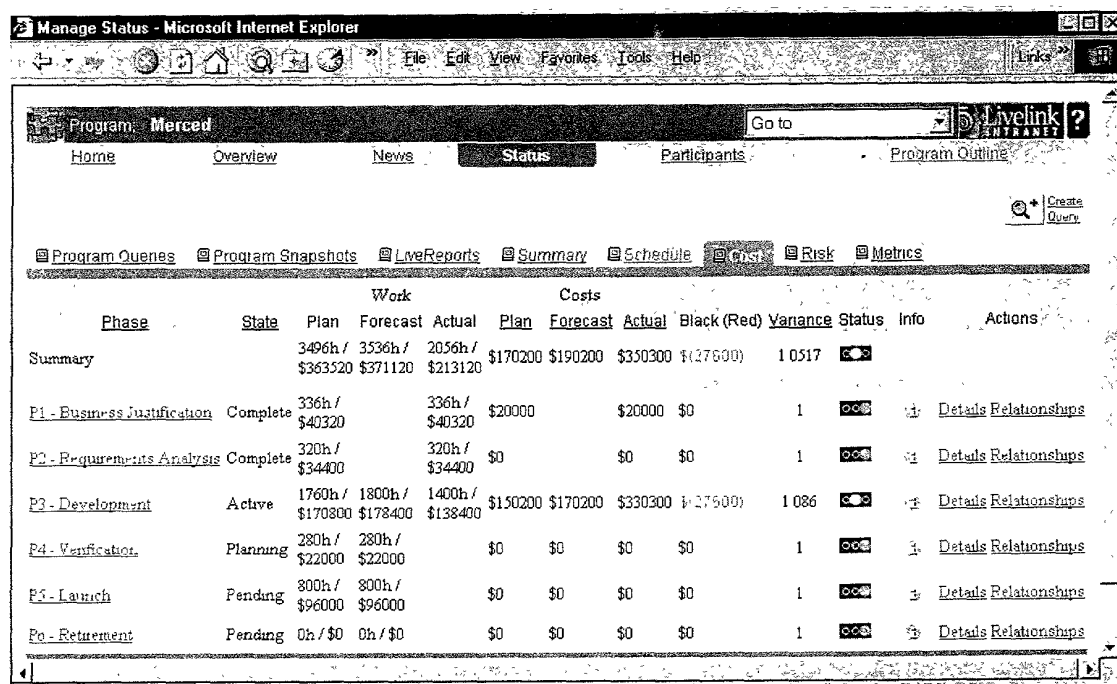 Manage Status - Microsoft Internet Explorer
File Edit View Favorites Tools Help Links
Program: Merced Go to Livelink INTRANET ?
Home Overview News Status Participants Program Outline
Create Query
Program Queries Program Snapshots LiveReports Summary Schedule Cost Risk Metrics
Work Costs
Phase State Plan Forecast Actual Plan Forecast Actual Black (Red) Variance Status Info Actions
Summary 3496h / $363520 3536h / $371120 2056h / $213120 $170200 $190200 $350300 $(27600) 1 0517
P1 - Business Justification Complete 336h / $40320 336h / $40320 $20000 $20000 $0 1 Details Relationships
P2 - Requirements Analysis Complete 320h / $34400 320h / $34400 $0 $0 $0 1 Details Relationships
P3 - Development Active 1760h / $170800 1800h / $178400 1400h / $138400 $150200 $170200 $330300 $(27600) 1 086 Details Relationships
P4 - Verification Planning 280h / $22000 280h / $22000 $0 $0 $0 $0 1 Details Relationships
P5 - Launch Pending 800h / $96000 800h / $96000 $0 $0 $0 $0 1 Details Relationships
P6 - Retirement Pending 0h / $0 0h / $0 $0 $0 $0 $0 1 Details Relationships